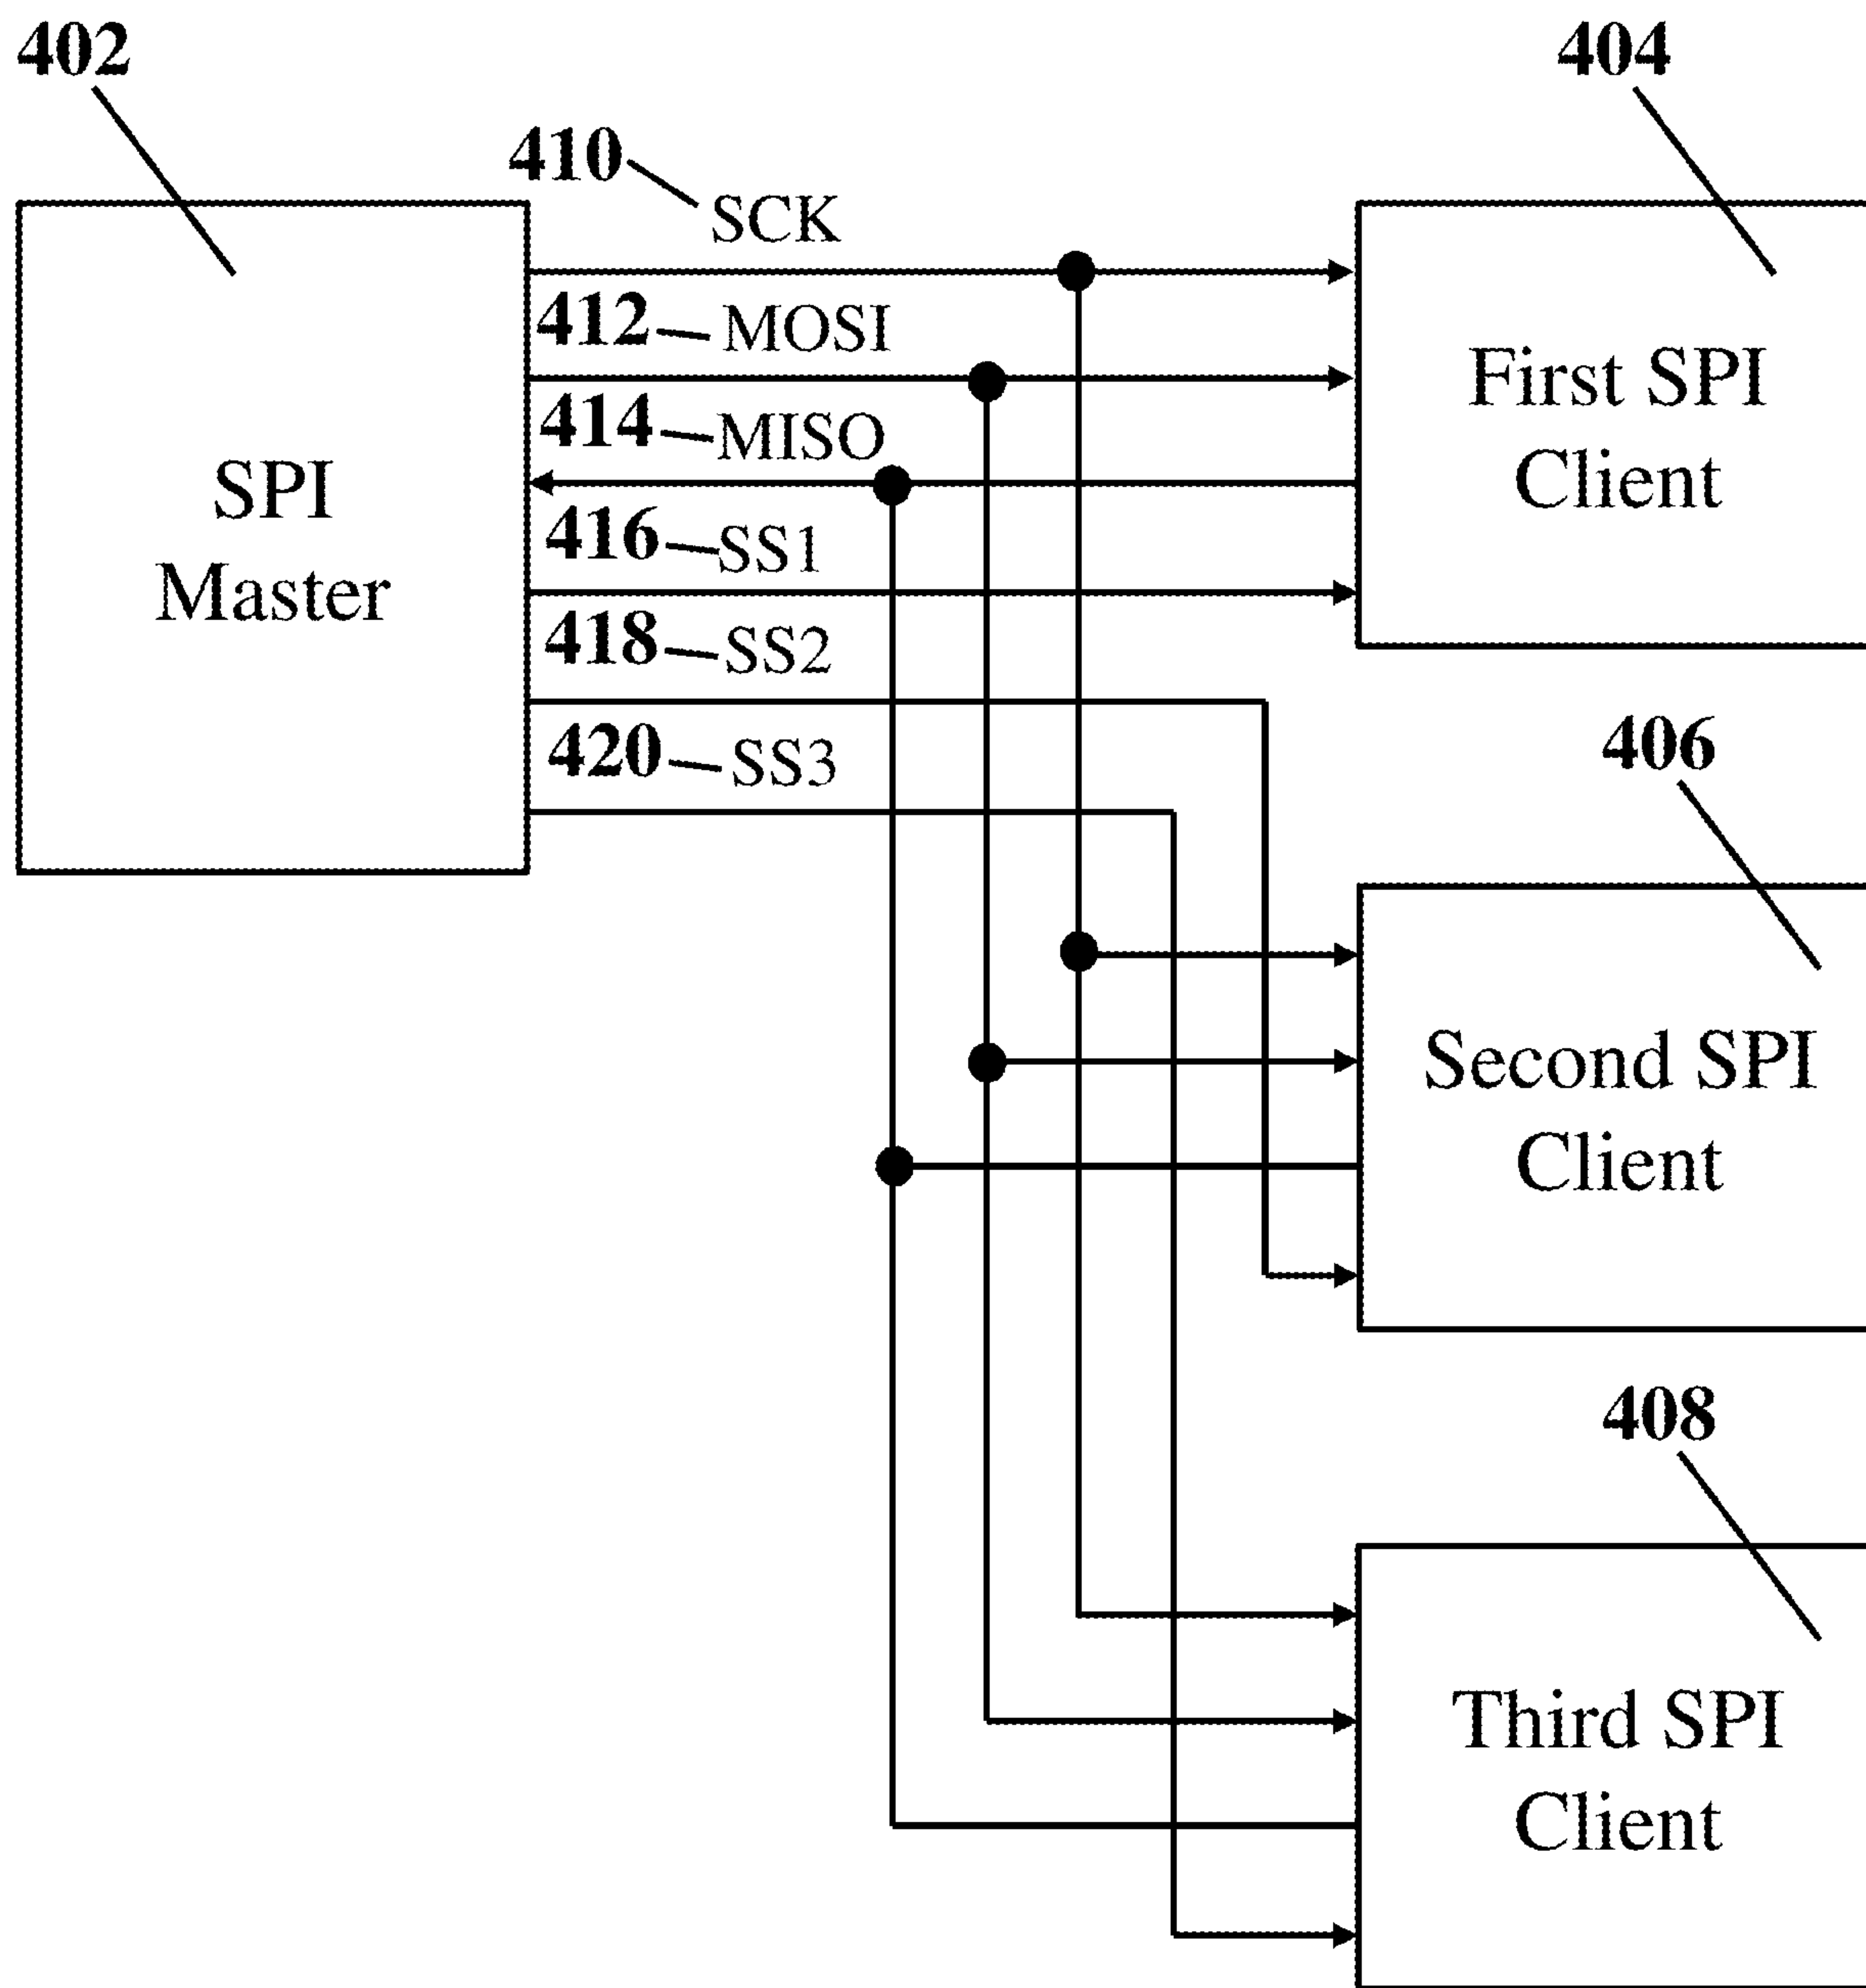 402
404
410
SCK
412
MOSI
414
MISO
416
SS1
418
SS2
420
SS3
SPI
Master
First SPI
Client
406
Second SPI
Client
408
Third SPI
Client